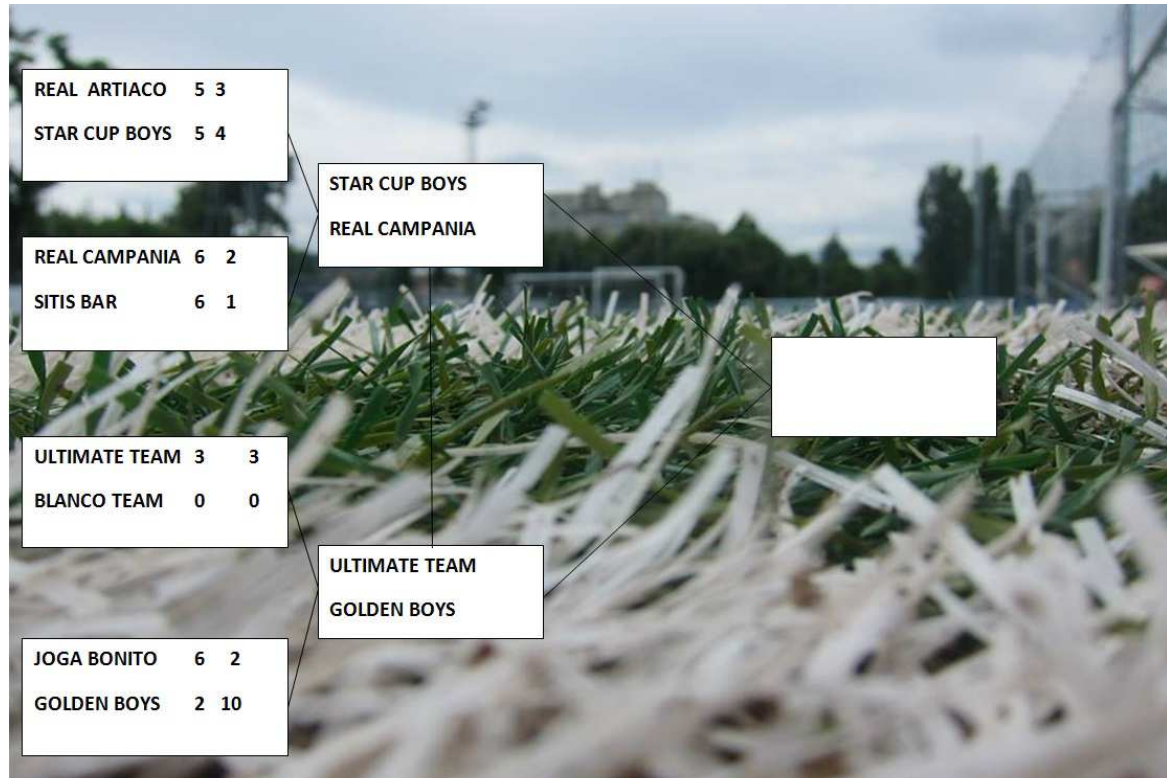 REAL ARTIACO 5 3
STAR CUP BOYS 5 4
REAL CAMPANIA 6 2
SITIS BAR 6 1
ULTIMATE TEAM 3 3
BLANCO TEAM 0 0
JOGA BONITO 6 2
GOLDEN BOYS 2 10
STAR CUP BOYS
REAL CAMPANIA
ULTIMATE TEAM
GOLDEN BOYS